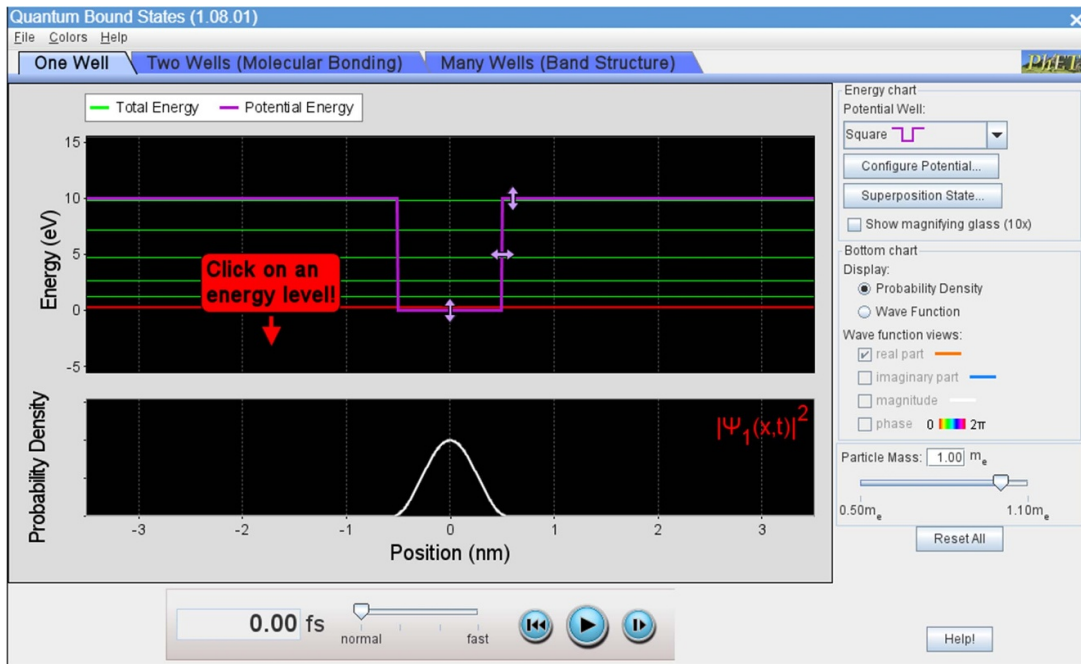 Quantum Bound States (1.08.01)
File Colors Help
One Well Two Wells (Molecular Bonding) Many Wells (Band Structure)
PhET
Total Energy Potential Energy
15
10
5
0
-5
Energy (eV)
Click on an
energy level!
Probability Density
|Ψ₁(x,t)|²
-3 -2 -1 0 1 2 3
Position (nm)
Energy chart
Potential Well:
Square
Configure Potential...
Superposition State...
Show magnifying glass (10x)
Bottom chart
Display:
Probability Density
Wave Function
Wave function views:
real part
imaginary part
magnitude
phase 0 2π
Particle Mass: 1.00 mₑ
0.50mₑ 1.10mₑ
Reset All
0.00 fs
normal fast
Help!